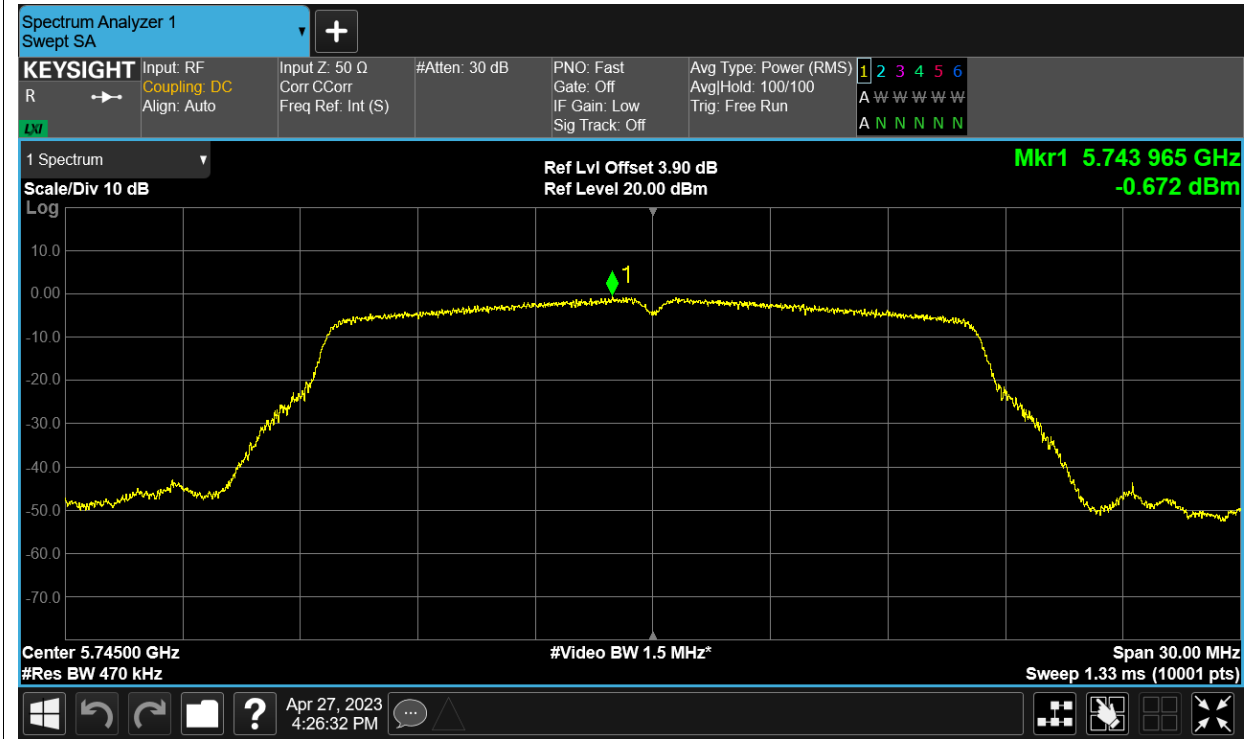 Spectrum Analyzer 1
Swept SA
KEYSIGHT
R
LXI
Input: RF
Coupling: DC
Align: Auto
Input Z: 50 Ω
Corr CCorr
Freq Ref: Int (S)
#Atten: 30 dB
PNO: Fast
Gate: Off
IF Gain: Low
Sig Track: Off
Avg Type: Power (RMS)
Avg|Hold: 100/100
Trig: Free Run
1 2 3 4 5 6
A W W W W W
A N N N N N
1 Spectrum
Scale/Div 10 dB
Log
Ref Lvl Offset 3.90 dB
Ref Level 20.00 dBm
Mkr1 5.743 965 GHz
-0.672 dBm
10.0
0.00
-10.0
-20.0
-30.0
-40.0
-50.0
-60.0
-70.0
1
Center 5.74500 GHz
#Res BW 470 kHz
#Video BW 1.5 MHz*
Span 30.00 MHz
Sweep 1.33 ms (10001 pts)
?
Apr 27, 2023
4:26:32 PM